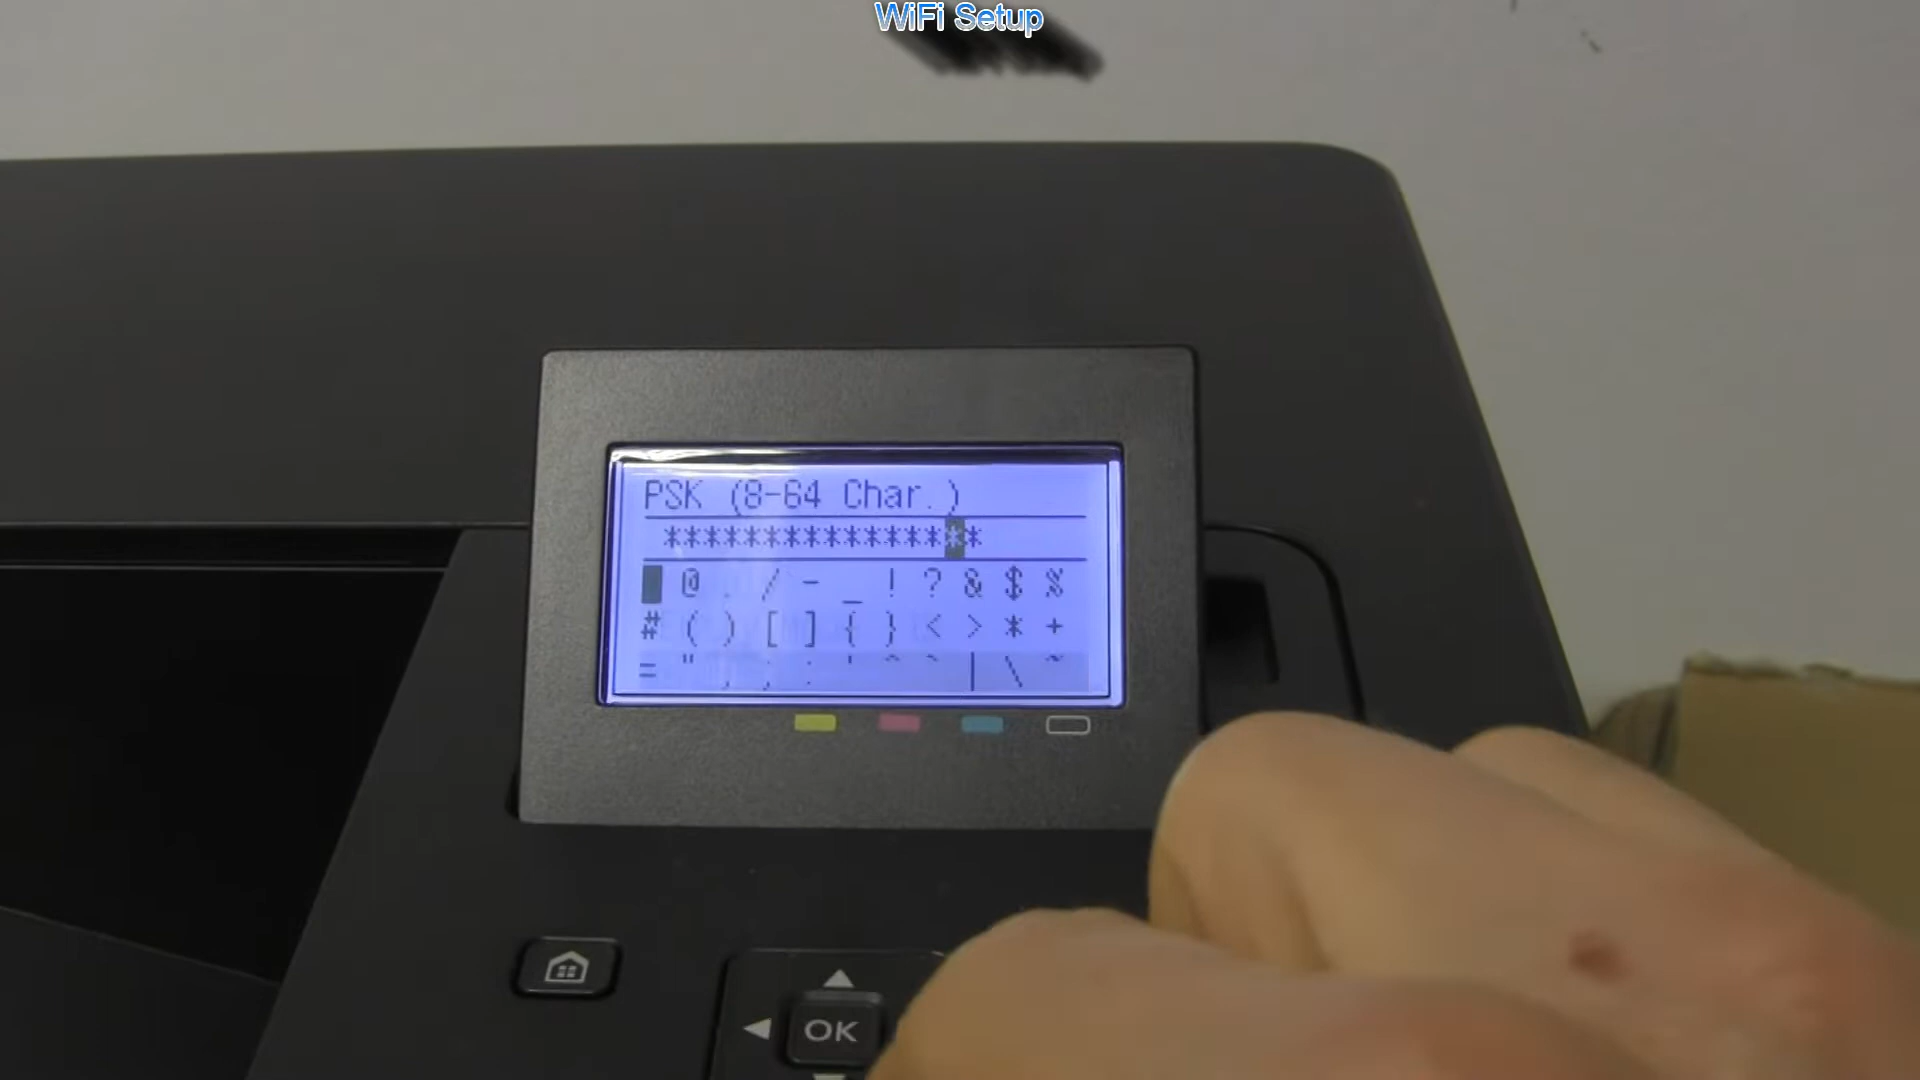 WiFi Setup
PSK (8-64 Char.)
****************
@ . / - _ ! ? & $ %
# ( ) [ ] { } < > * +
= " , ; : ' ^ ` | \ ~
OK